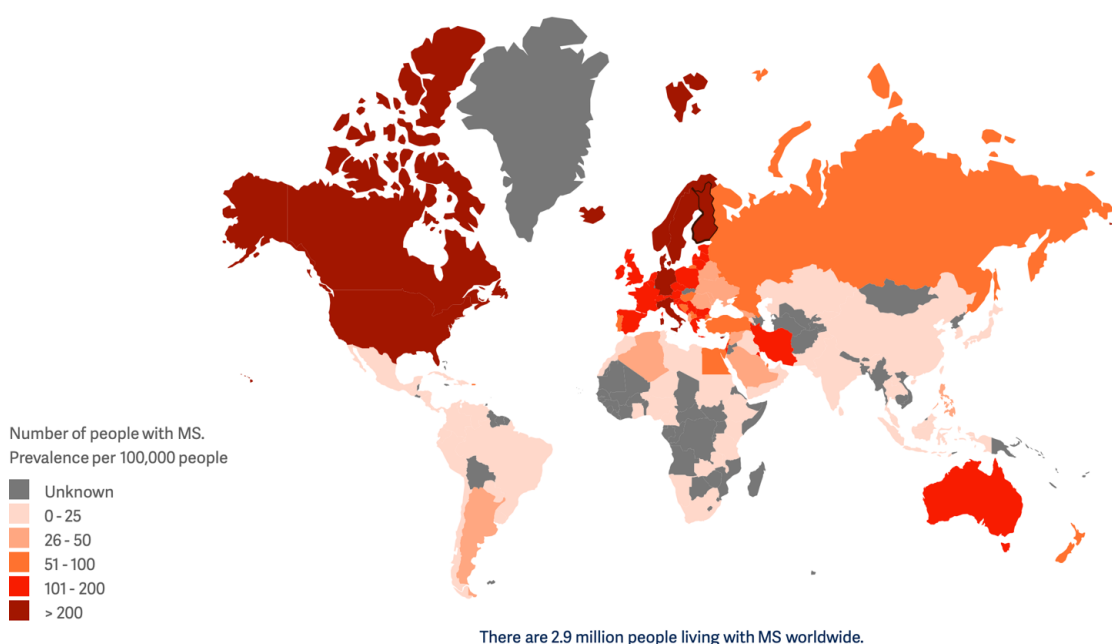 Number of people with MS.
Prevalence per 100,000 people
Unknown
0 - 25
26 - 50
51 - 100
101 - 200
> 200
There are 2.9 million people living with MS worldwide.